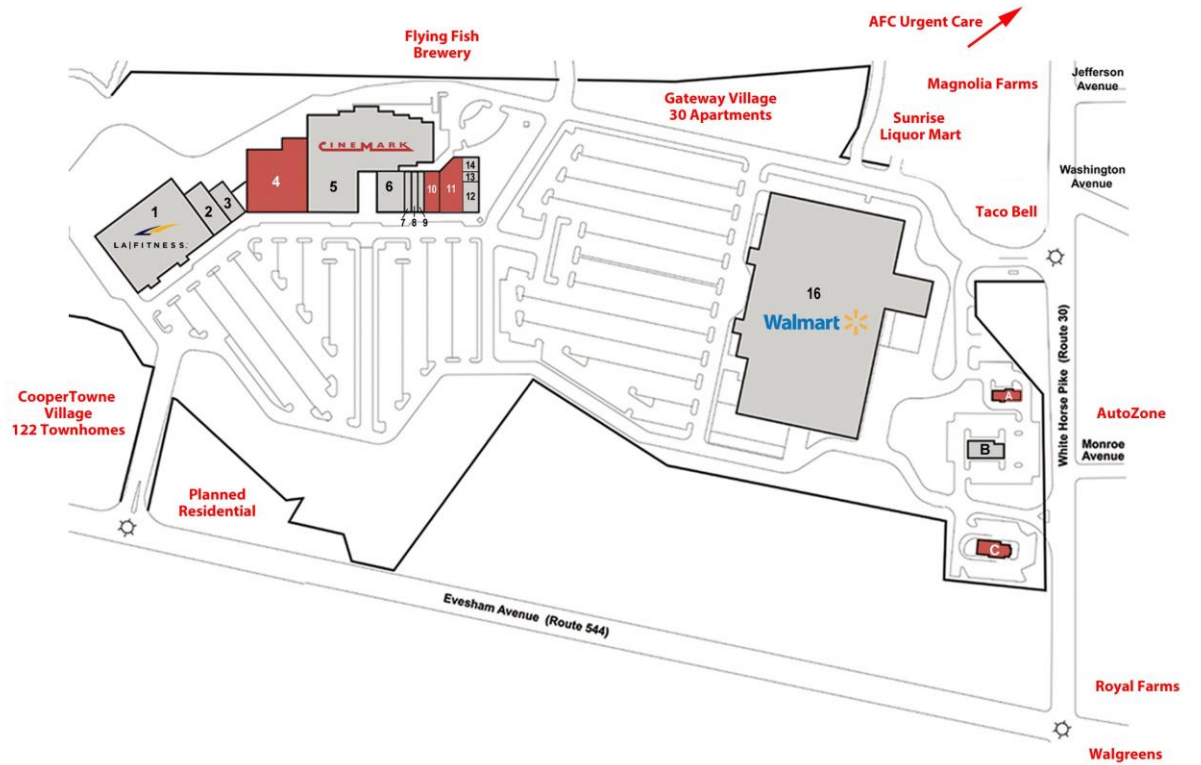 AFC Urgent Care
Flying Fish
Brewery
Jefferson
Avenue
Magnolia Farms
Gateway Village
30 Apartments
Sunrise
Liquor Mart
CINEMARK
Washington
Avenue
14
13
12
11
10
4
5
6
7 8 9
1
2
3
LA|FITNESS.
Taco Bell
16
Walmart
White Horse Pike (Route 30)
A
B
C
CooperTowne
Village
122 Townhomes
AutoZone
Monroe
Avenue
Planned
Residential
Evesham Avenue (Route 544)
Royal Farms
Walgreens